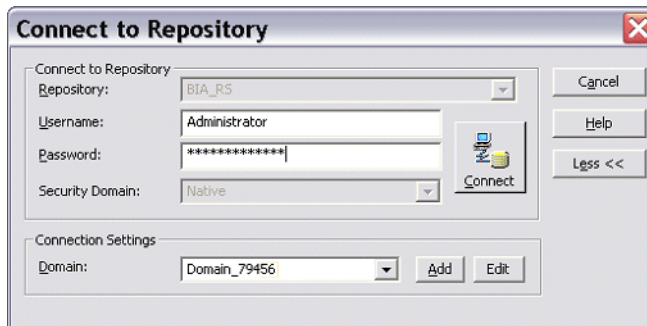 Connect to Repository
Connect to Repository
Repository: BIA_RS
Username: Administrator
Password: *************
Security Domain: Native
Connect
Cancel
Help
Less <<
Connection Settings
Domain: Domain_79456 Add Edit